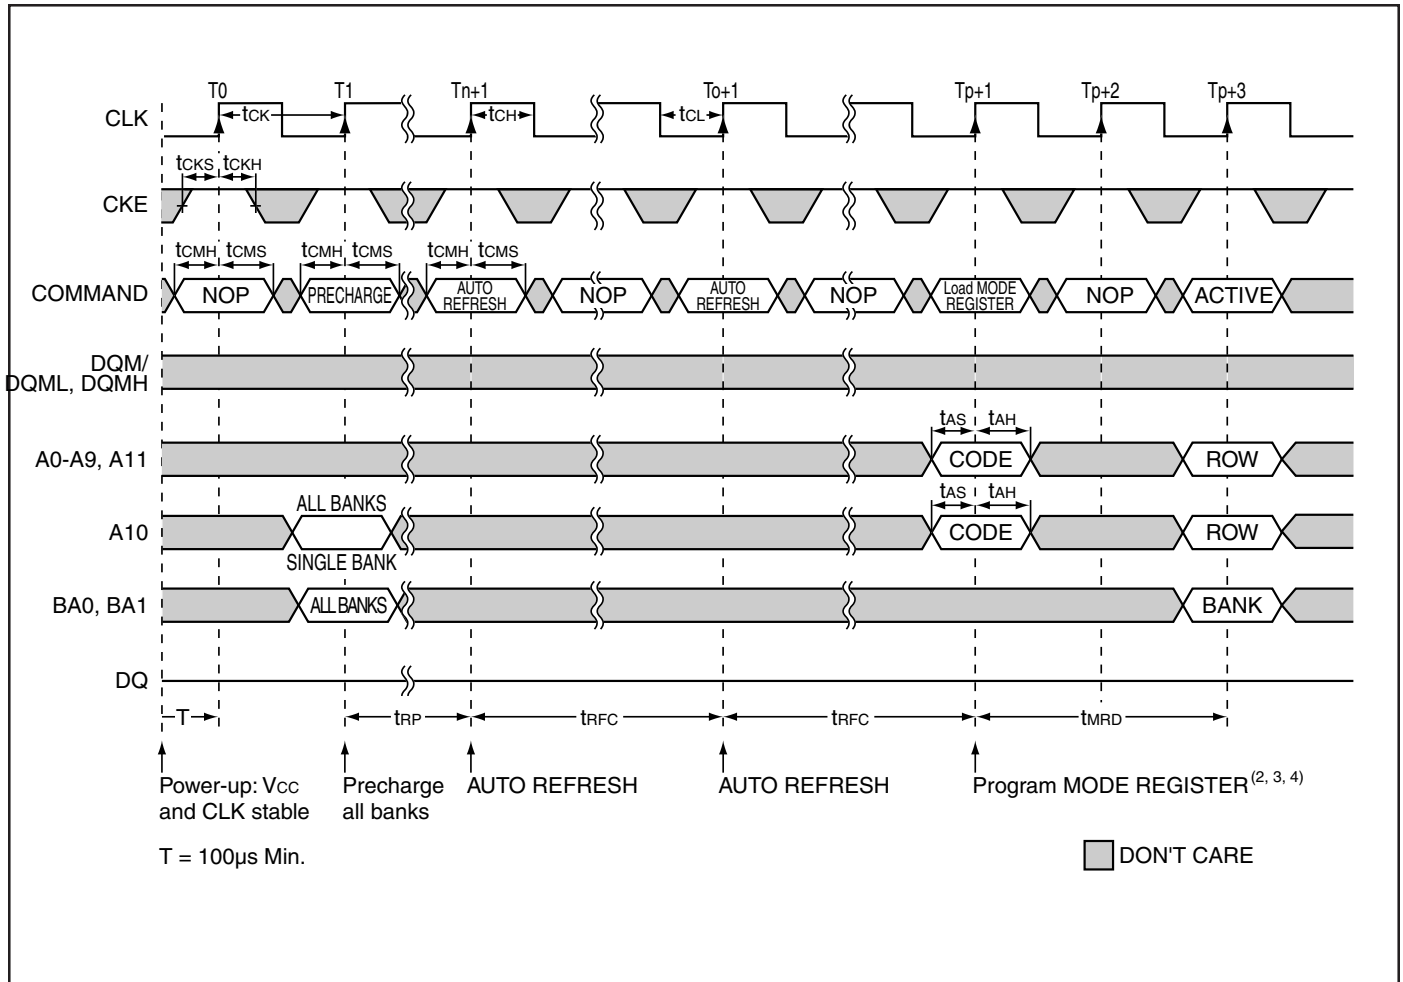 T0 T1 Tn+1 To+1 Tp+1 Tp+2 Tp+3
CLK tCK tCH tCL
tCKS tCKH
CKE
tCMH tCMS tCMH tCMS tCMH tCMS
COMMAND NOP PRECHARGE AUTO REFRESH NOP AUTO REFRESH NOP Load MODE REGISTER NOP ACTIVE
DQM/
DQML, DQMH
tAS tAH
A0-A9, A11 CODE ROW
ALL BANKS tAS tAH
A10 CODE ROW
SINGLE BANK
BA0, BA1 ALL BANKS BANK
DQ
T tRP tRFC tRFC tMRD
Power-up: VCC
and CLK stable
Precharge
all banks
AUTO REFRESH
AUTO REFRESH
Program MODE REGISTER(2, 3, 4)
T = 100µs Min.
DON'T CARE